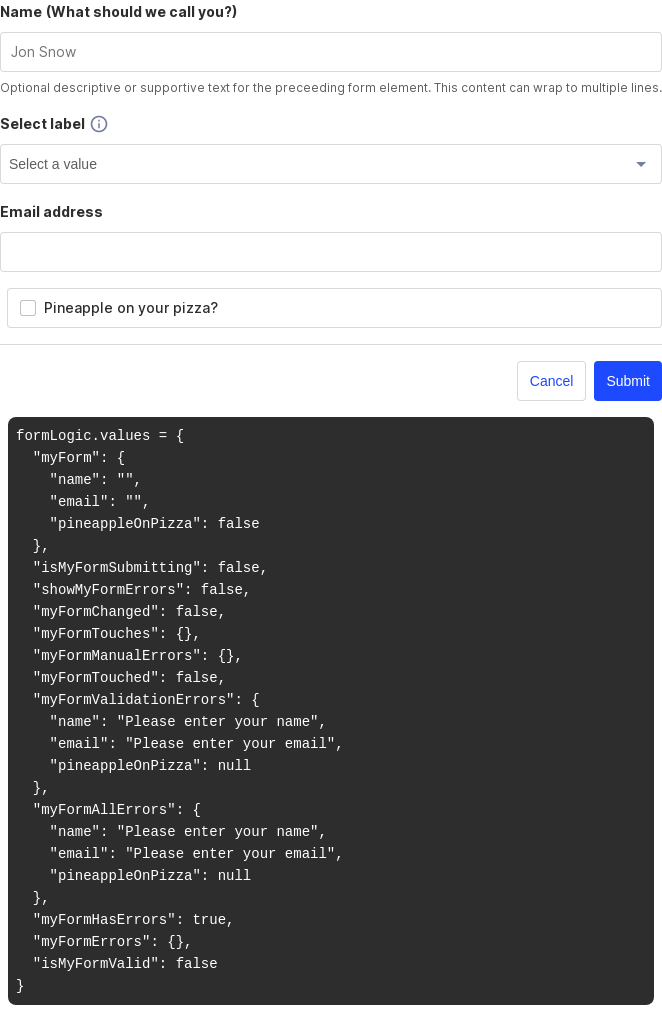 Name (What should we call you?)
Jon Snow
Optional descriptive or supportive text for the preceeding form element. This content can wrap to multiple lines.
Select label
Select a value
Email address
Pineapple on your pizza?
Cancel
Submit
formLogic.values = {
  "myForm": {
    "name": "",
    "email": "",
    "pineappleOnPizza": false
  },
  "isMyFormSubmitting": false,
  "showMyFormErrors": false,
  "myFormChanged": false,
  "myFormTouches": {},
  "myFormManualErrors": {},
  "myFormTouched": false,
  "myFormValidationErrors": {
    "name": "Please enter your name",
    "email": "Please enter your email",
    "pineappleOnPizza": null
  },
  "myFormAllErrors": {
    "name": "Please enter your name",
    "email": "Please enter your email",
    "pineappleOnPizza": null
  },
  "myFormHasErrors": true,
  "myFormErrors": {},
  "isMyFormValid": false
}